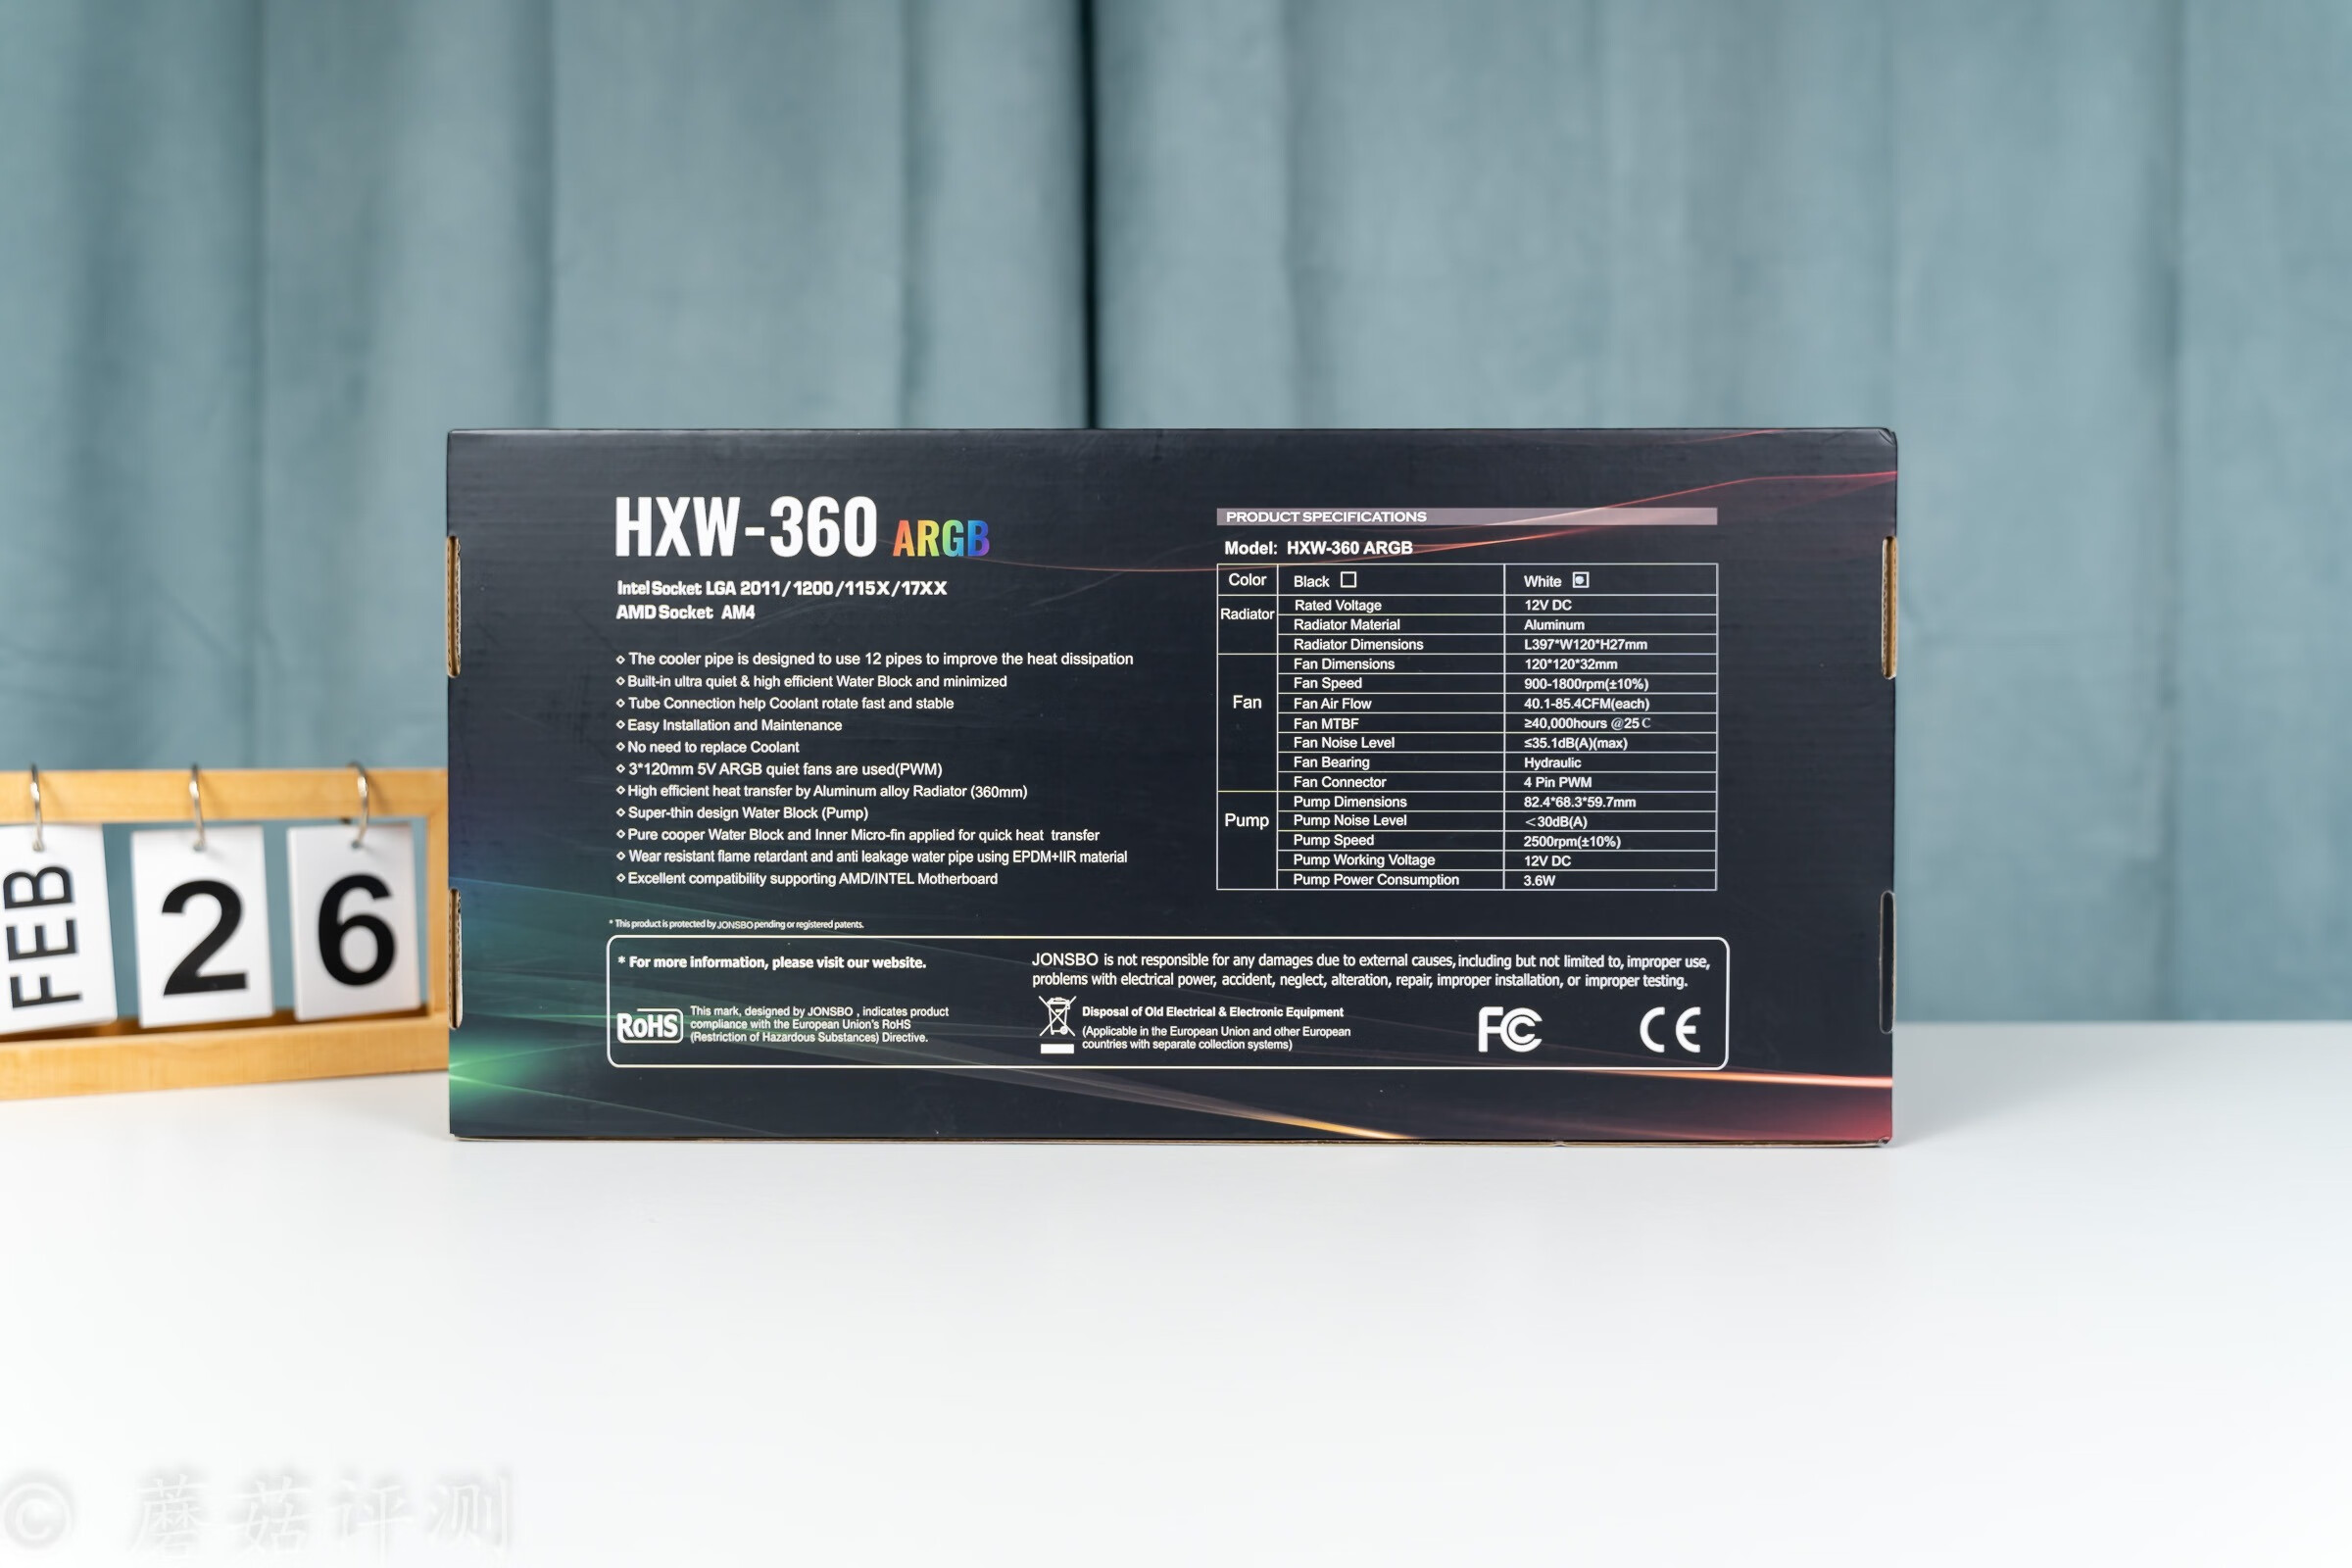 HXW-360 ARGB
Intel Socket LGA 2011/1200/115X/17XX
AMD Socket AM4
◇ The cooler pipe is designed to use 12 pipes to improve the heat dissipation
◇ Built-in ultra quiet & high efficient Water Block and minimized
◇ Tube Connection help Coolant rotate fast and stable
◇ Easy Installation and Maintenance
◇ No need to replace Coolant
◇ 3*120mm 5V ARGB quiet fans are used(PWM)
◇ High efficient heat transfer by Aluminum alloy Radiator (360mm)
◇ Super-thin design Water Block (Pump)
◇ Pure cooper Water Block and Inner Micro-fin applied for quick heat transfer
◇ Wear resistant flame retardant and anti leakage water pipe using EPDM+IIR material
◇ Excellent compatibility supporting AMD/INTEL Motherboard
PRODUCT SPECIFICATIONS
Model: HXW-360 ARGB
Color Black White
Radiator
Rated Voltage 12V DC
Radiator Material Aluminum
Radiator Dimensions L397*W120*H27mm
Fan
Fan Dimensions 120*120*32mm
Fan Speed 900-1800rpm(±10%)
Fan Air Flow 40.1-85.4CFM(each)
Fan MTBF ≥40,000hours @25C
Fan Noise Level ≤35.1dB(A)(max)
Fan Bearing Hydraulic
Fan Connector 4 Pin PWM
Pump
Pump Dimensions 82.4*68.3*59.7mm
Pump Noise Level <30dB(A)
Pump Speed 2500rpm(±10%)
Pump Working Voltage 12V DC
Pump Power Consumption 3.6W
* This product is protected by JONSBO pending or registered patents.
* For more information, please visit our website.
RoHS
This mark, designed by JONSBO , indicates product
compliance with the European Union's RoHS
(Restriction of Hazardous Substances) Directive.
JONSBO is not responsible for any damages due to external causes, including but not limited to, improper use,
problems with electrical power, accident, neglect, alteration, repair, improper installation, or improper testing.
Disposal of Old Electrical & Electronic Equipment
(Applicable in the European Union and other European
countries with separate collection systems)
FC
CE
FEB
26
© 蘑菇评测